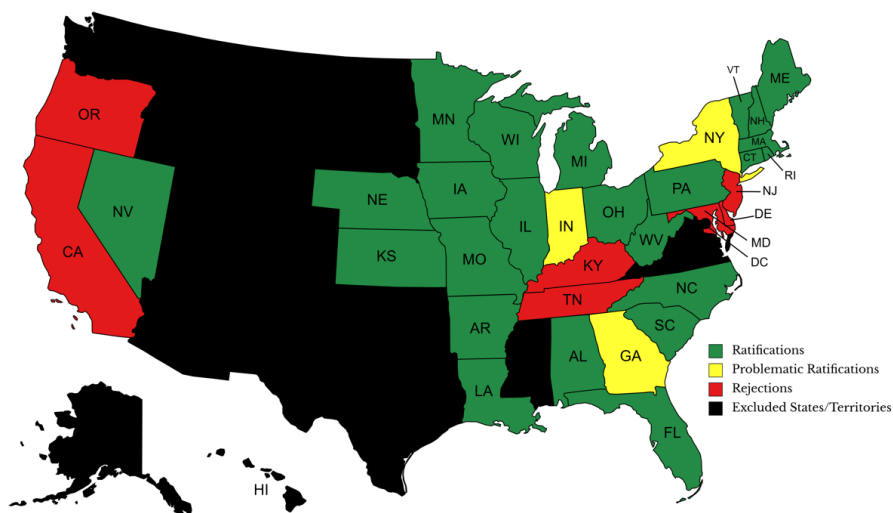 VT
ME
OR
MN
NH
WI
NY
MA
MI
CT
RI
IA
PA
NE
NJ
NV
OH
IL
IN
DE
WV
MD
CA
KS
MO
KY
DC
NC
TN
AR
SC
AL
GA
LA
FL
HI
Ratifications
Problematic Ratifications
Rejections
Excluded States/Territories